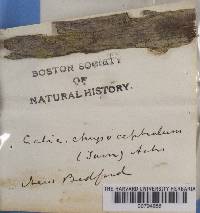 BOSTON SOCIETY
OF
NATURAL HISTORY.
Calic. chrysocephalum
(Turn) Ach.
New Bedford
THE HARVARD UNIVERSITY HERBARIA